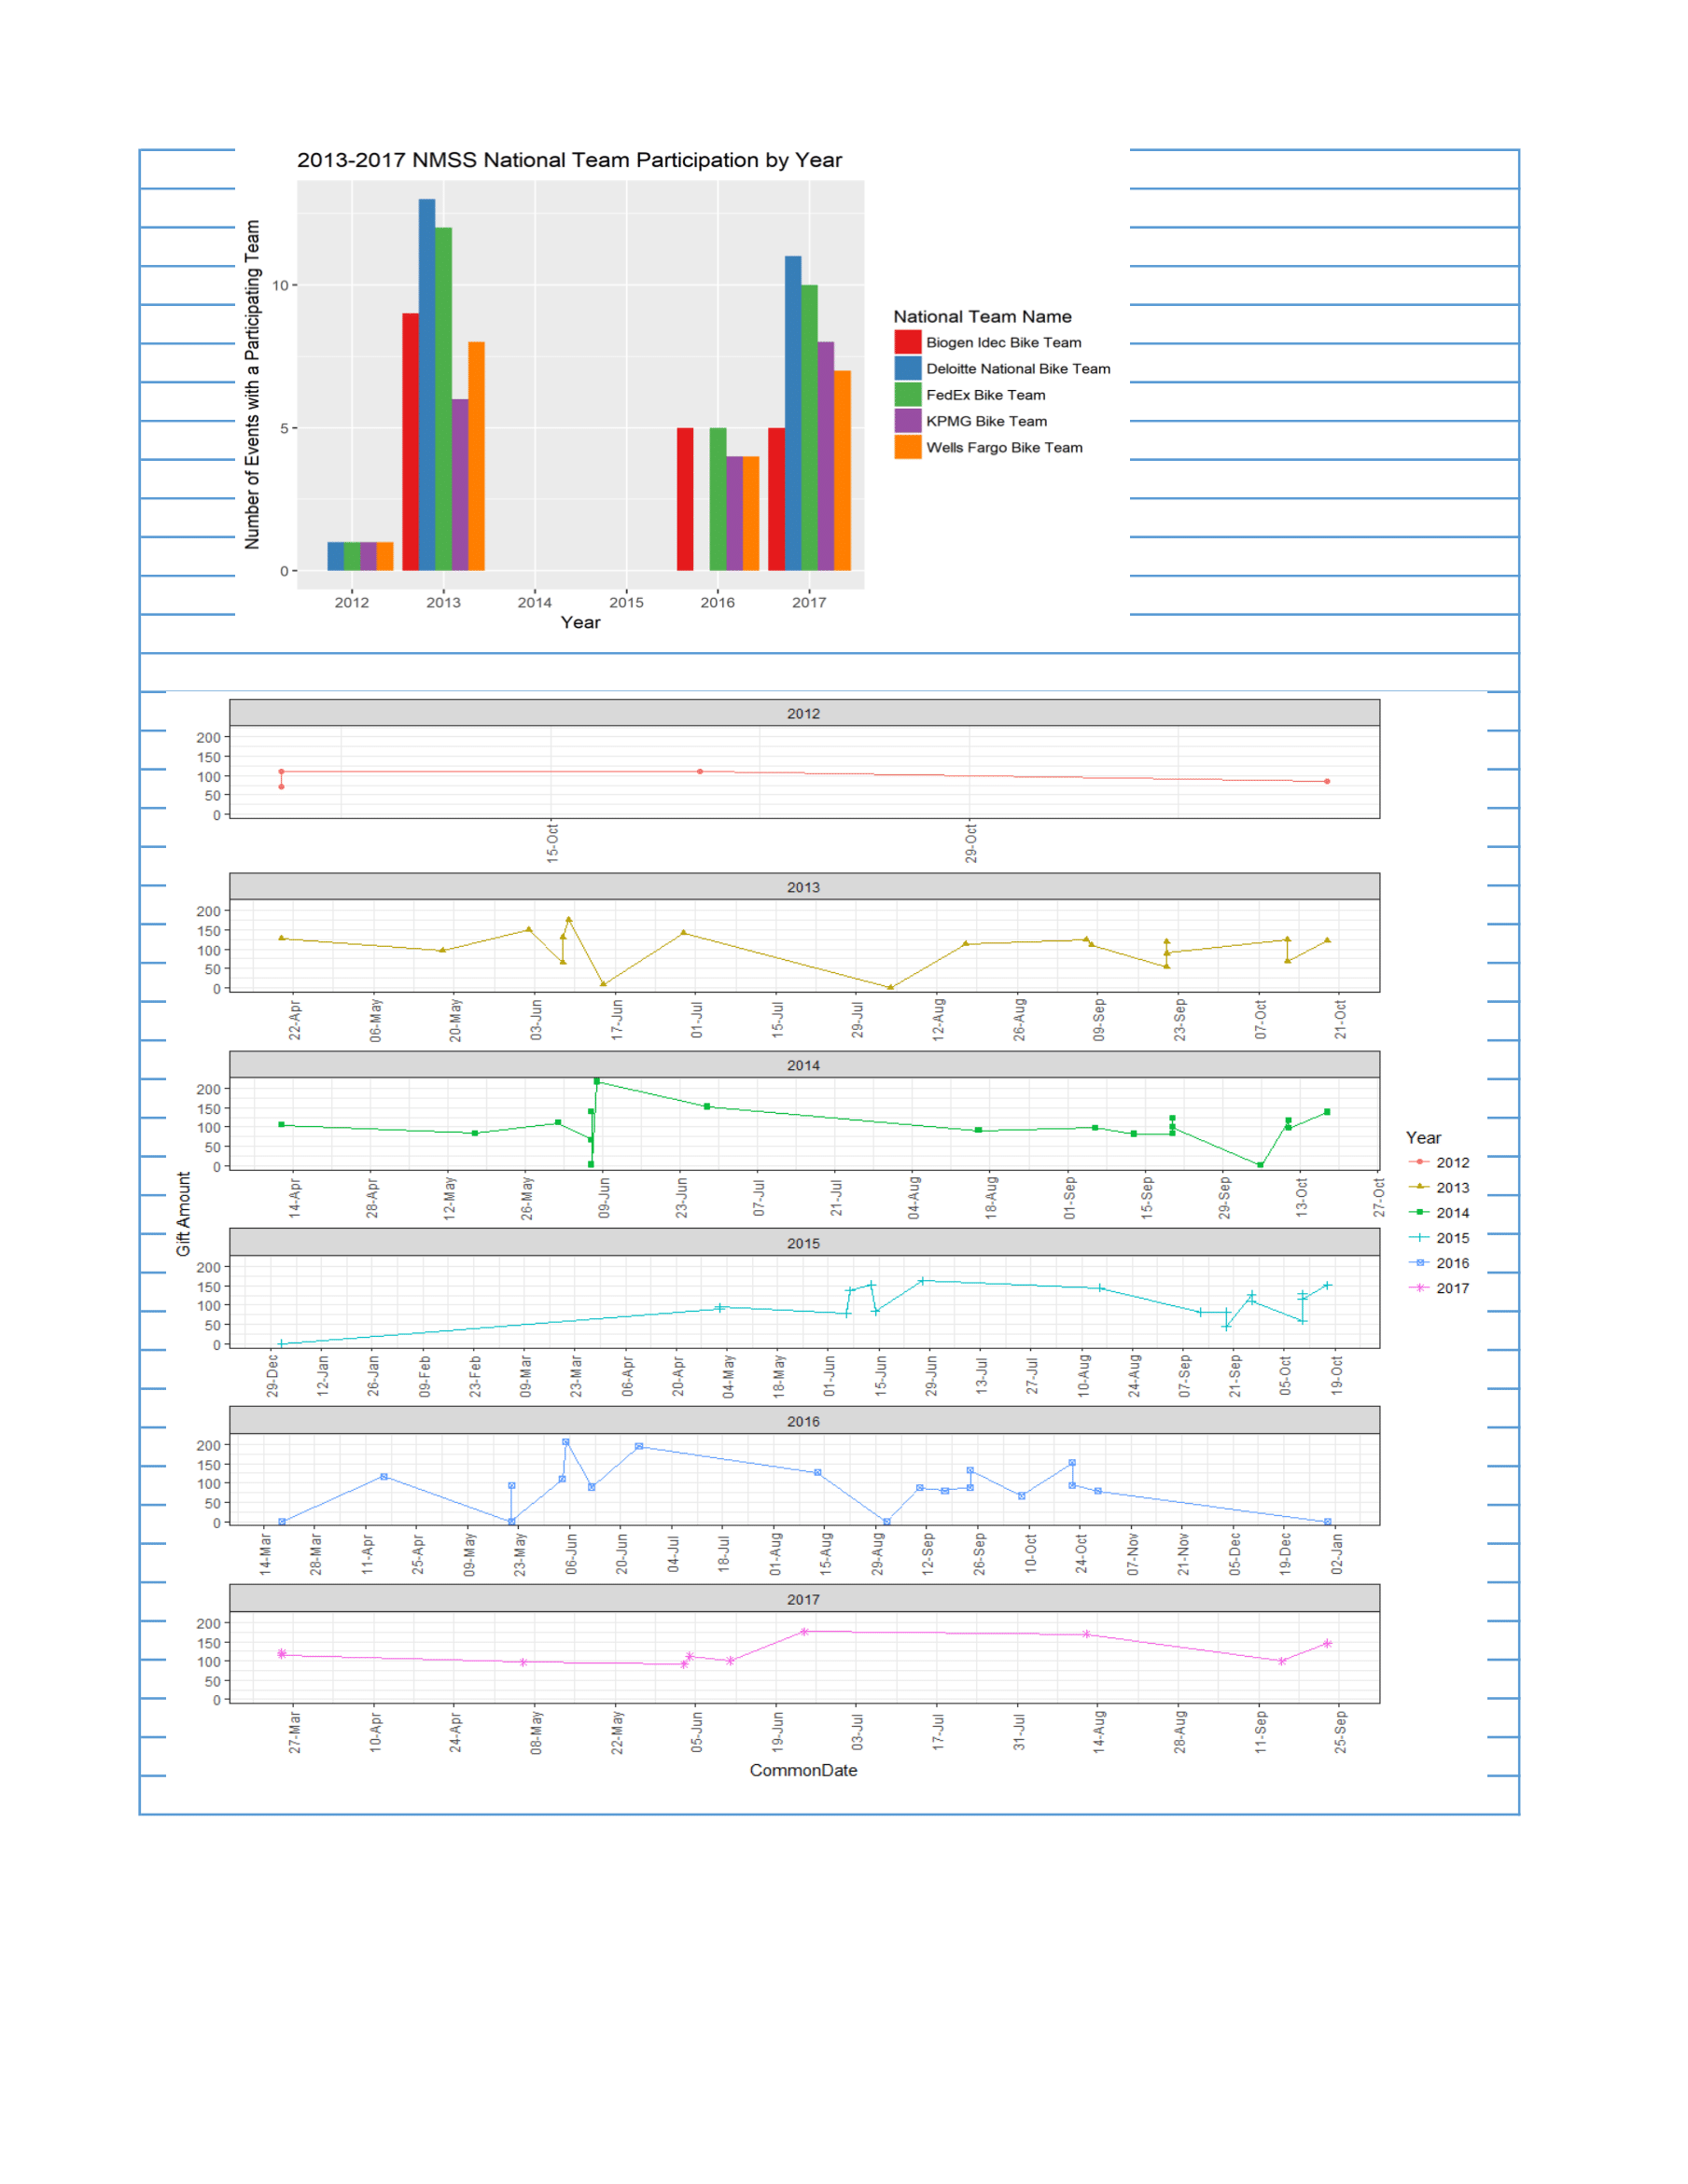 2013-2017 NMSS National Team Participation by Year
Number of Events with a Participating Team
10
5
0
2012 2013 2014 2015 2016 2017
Year
National Team Name
Biogen Idec Bike Team
Deloitte National Bike Team
FedEx Bike Team
KPMG Bike Team
Wells Fargo Bike Team
Gift Amount
2012
200
150
100
50
0
15-Oct 29-Oct
2013
200
150
100
50
0
22-Apr 06-May 20-May 03-Jun 17-Jun 01-Jul 15-Jul 29-Jul 12-Aug 26-Aug 09-Sep 23-Sep 07-Oct 21-Oct
2014
200
150
100
50
0
14-Apr 28-Apr 12-May 26-May 09-Jun 23-Jun 07-Jul 21-Jul 04-Aug 18-Aug 01-Sep 15-Sep 29-Sep 13-Oct 27-Oct
2015
200
150
100
50
0
29-Dec 12-Jan 26-Jan 09-Feb 23-Feb 09-Mar 23-Mar 06-Apr 20-Apr 04-May 18-May 01-Jun 15-Jun 29-Jun 13-Jul 27-Jul 10-Aug 24-Aug 07-Sep 21-Sep 05-Oct 19-Oct
2016
200
150
100
50
0
14-Mar 28-Mar 11-Apr 25-Apr 09-May 23-May 06-Jun 20-Jun 04-Jul 18-Jul 01-Aug 15-Aug 29-Aug 12-Sep 26-Sep 10-Oct 24-Oct 07-Nov 21-Nov 05-Dec 19-Dec 02-Jan
2017
200
150
100
50
0
27-Mar 10-Apr 24-Apr 08-May 22-May 05-Jun 19-Jun 03-Jul 17-Jul 31-Jul 14-Aug 28-Aug 11-Sep 25-Sep
CommonDate
Year
2012
2013
2014
2015
2016
2017